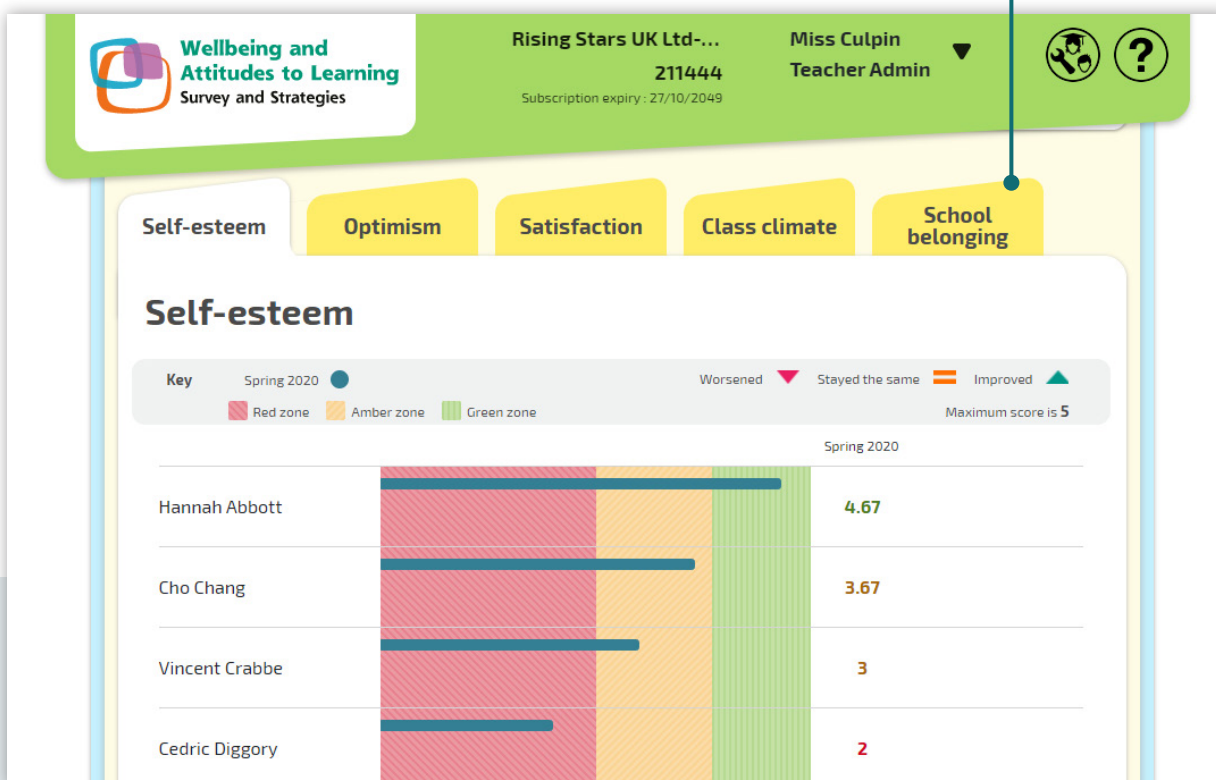 Wellbeing and
Attitudes to Learning
Survey and Strategies
Rising Stars UK Ltd-...
211444
Subscription expiry : 27/10/2049
Miss Culpin
Teacher Admin
?
Self-esteem
Optimism
Satisfaction
Class climate
School
belonging
Self-esteem
Key
Spring 2020
Worsened
Stayed the same
Improved
Red zone
Amber zone
Green zone
Maximum score is 5
Spring 2020
Hannah Abbott
4.67
Cho Chang
3.67
Vincent Crabbe
3
Cedric Diggory
2